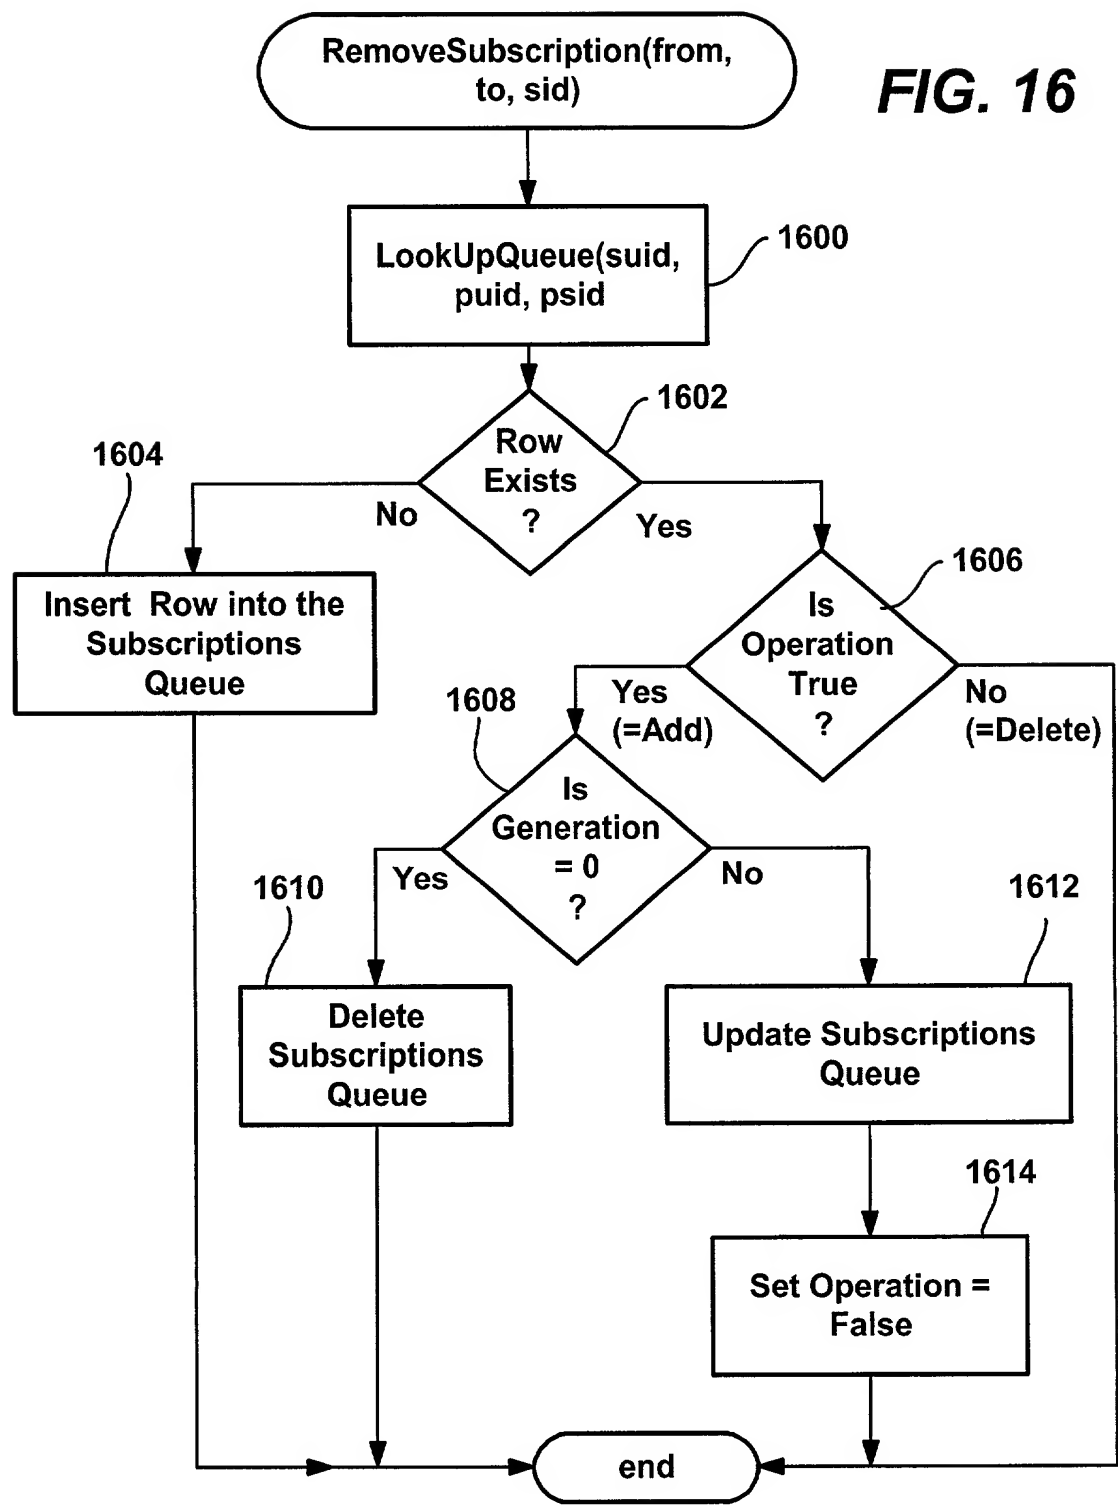 RemoveSubscription(from,
to, sid)
FIG. 16
LookUpQueue(suid,
puid, psid
1600
1602
Row
Exists
?
No
Yes
1604
Insert Row into the
Subscriptions
Queue
1606
Is
Operation
True
?
Yes
(=Add)
No
(=Delete)
1608
Is
Generation
= 0
?
Yes
No
1610
Delete
Subscriptions
Queue
1612
Update Subscriptions
Queue
1614
Set Operation =
False
end